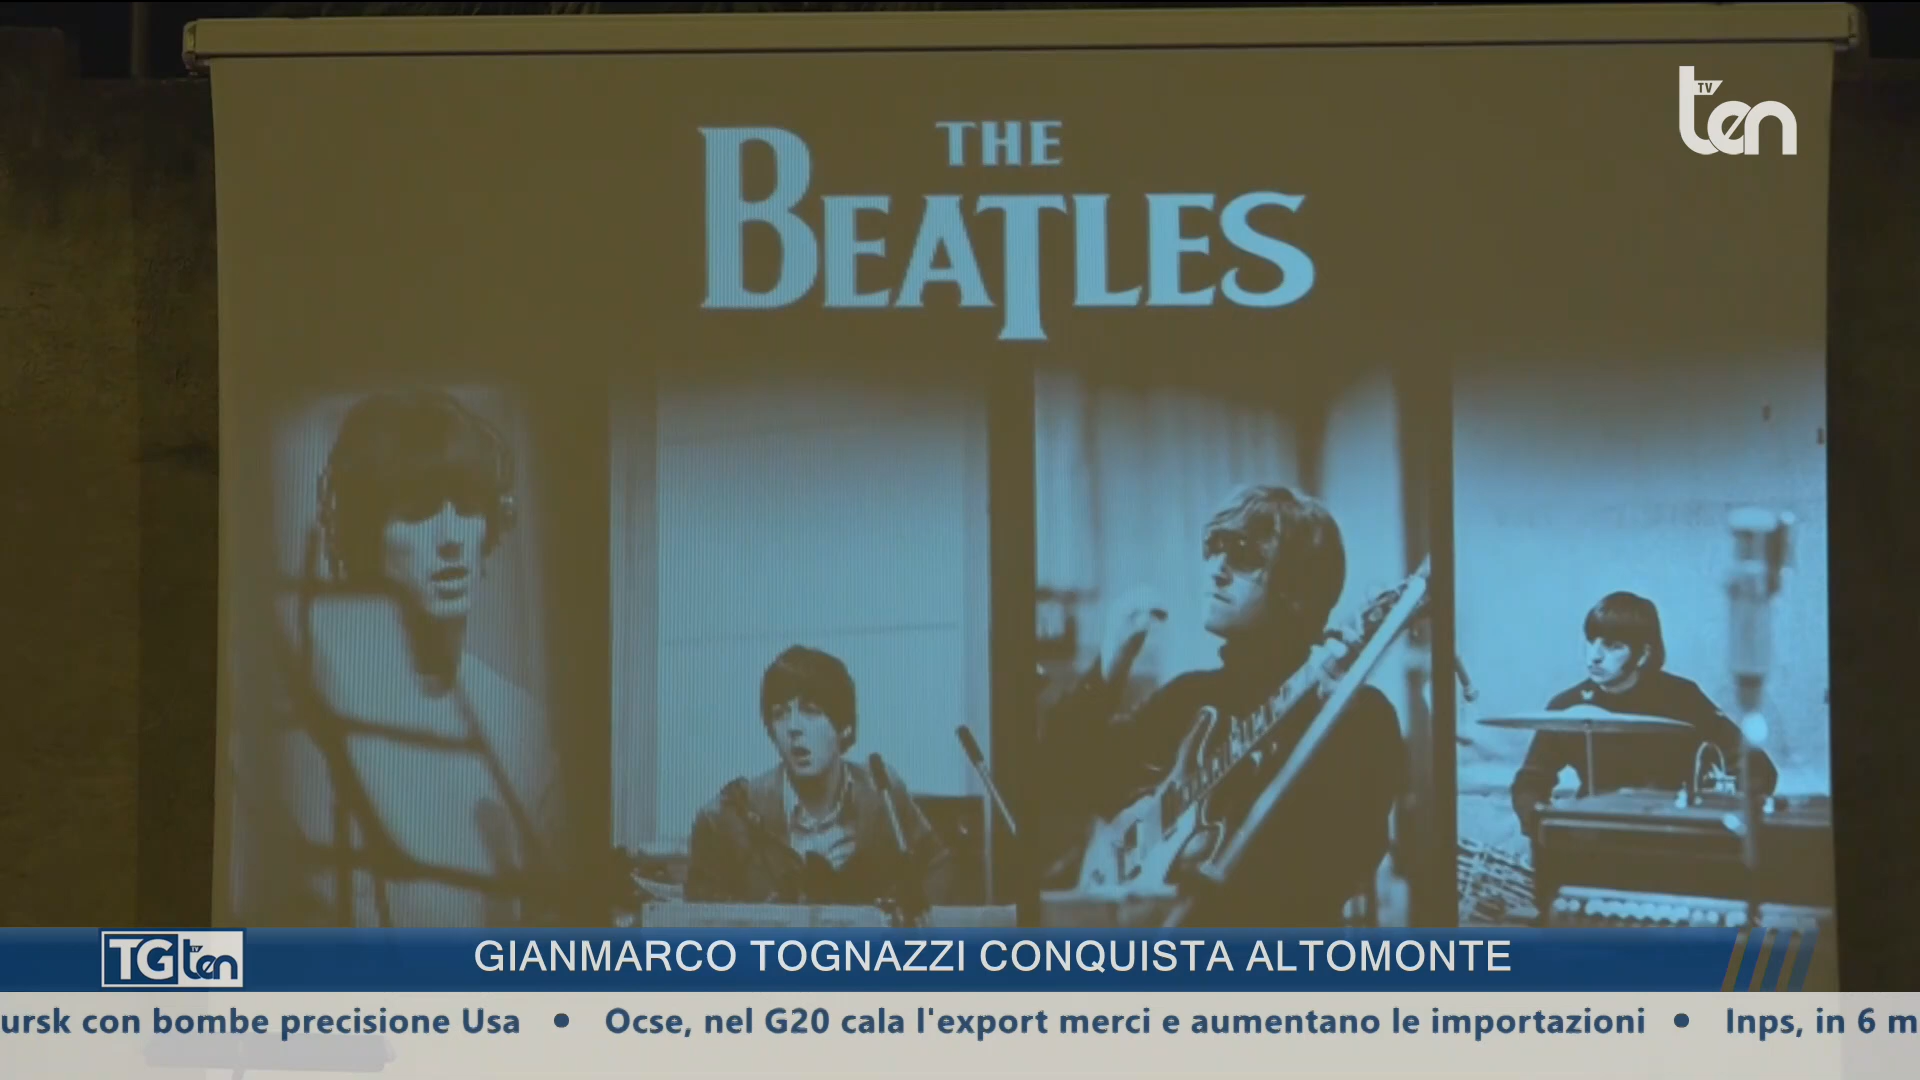 THE
BEATLES
TV
ten
TG ten TV
GIANMARCO TOGNAZZI CONQUISTA ALTOMONTE
ursk con bombe precisione Usa • Ocse, nel G20 cala l'export merci e aumentano le importazioni • Inps, in 6 m